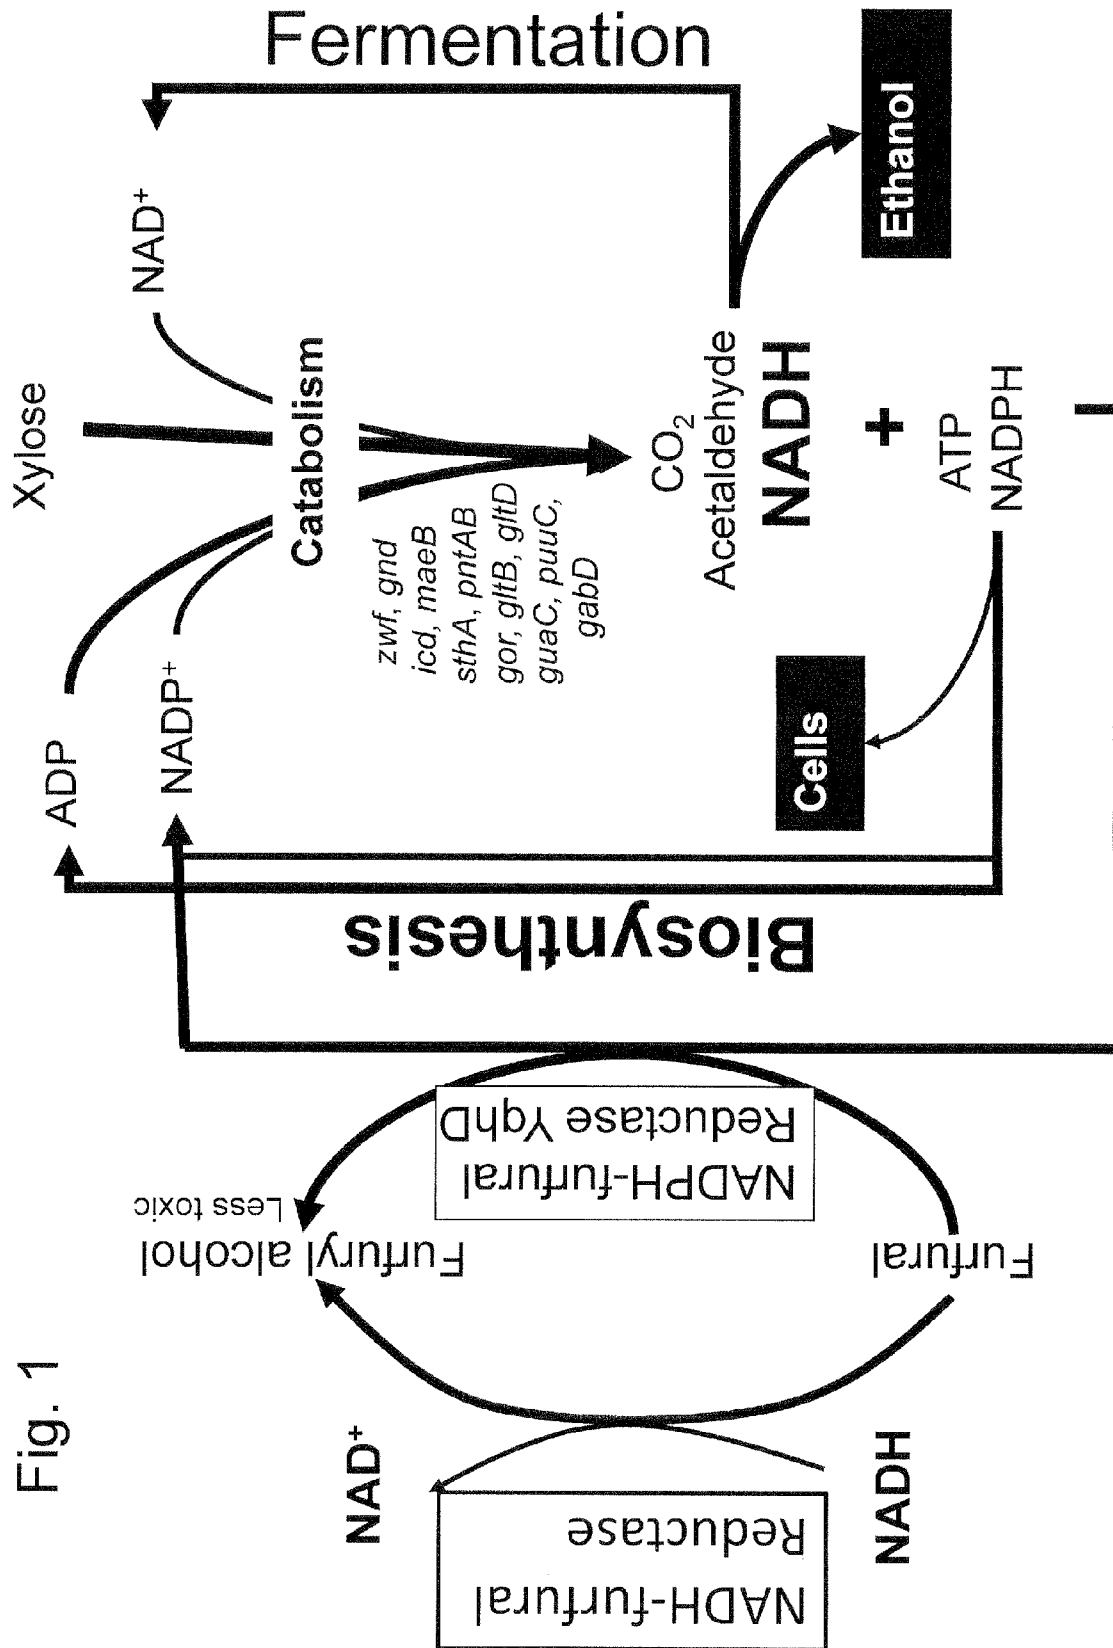 Fig. 1
NADH-furfural
Reductase
NAD+
NADH
Furfuryl alcohol
Less toxic
Furfural
NADPH-furfural
Reductase YqhD
Biosynthesis
ADP
NADP+
Xylose
NAD+
Catabolism
zwf, gnd
icd, maeB
sthA, pntAB
gor, gltB, gltD
guaC, puuC,
gabD
CO2
Acetaldehyde
NADH
+
ATP
NADPH
Cells
Ethanol
Fermentation